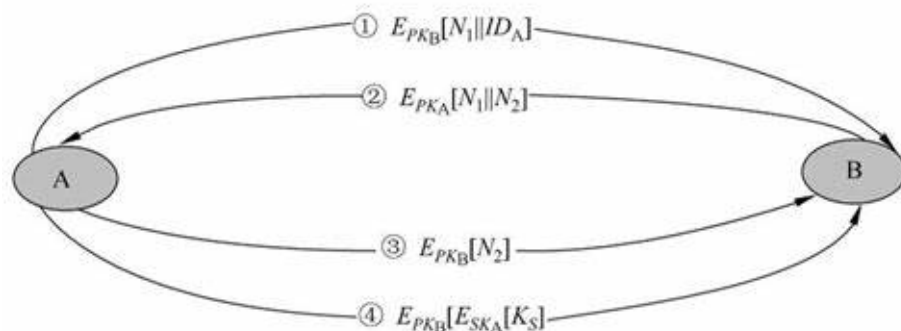 ① E_{PK_B}[N_1||ID_A]
② E_{PK_A}[N_1||N_2]
A
B
③ E_{PK_B}[N_2]
④ E_{PK_B}[E_{SK_A}[K_S]